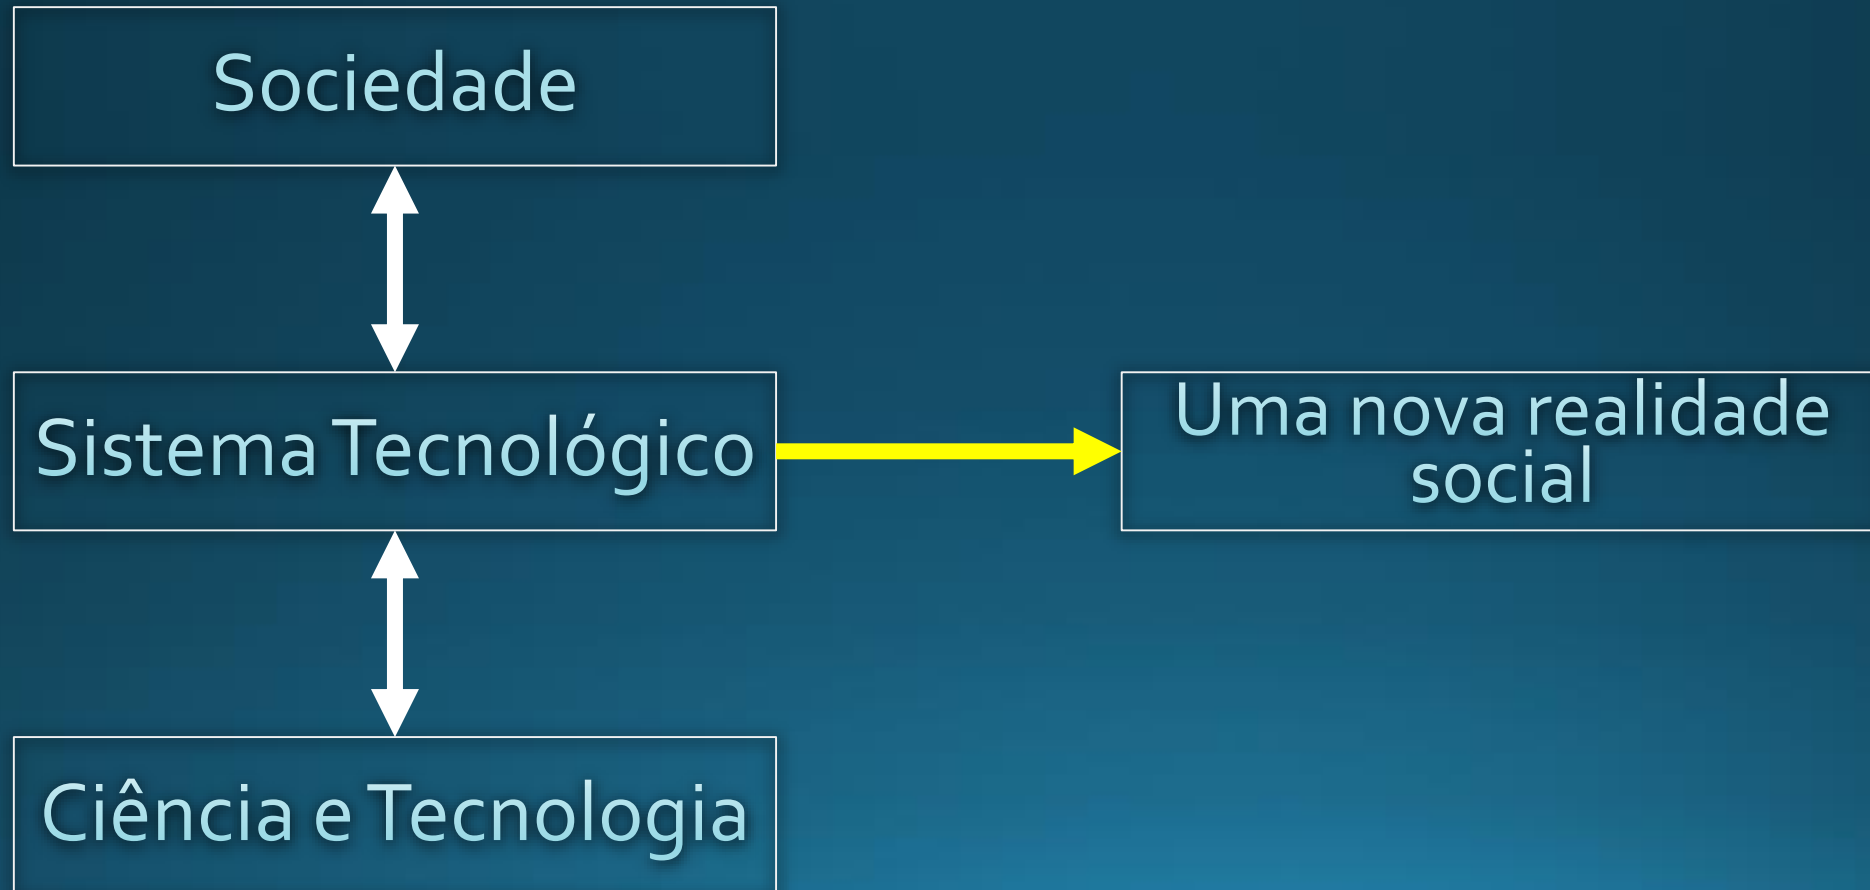 Sociedade
Sistema Tecnológico
Uma nova realidade
social
Ciência e Tecnologia